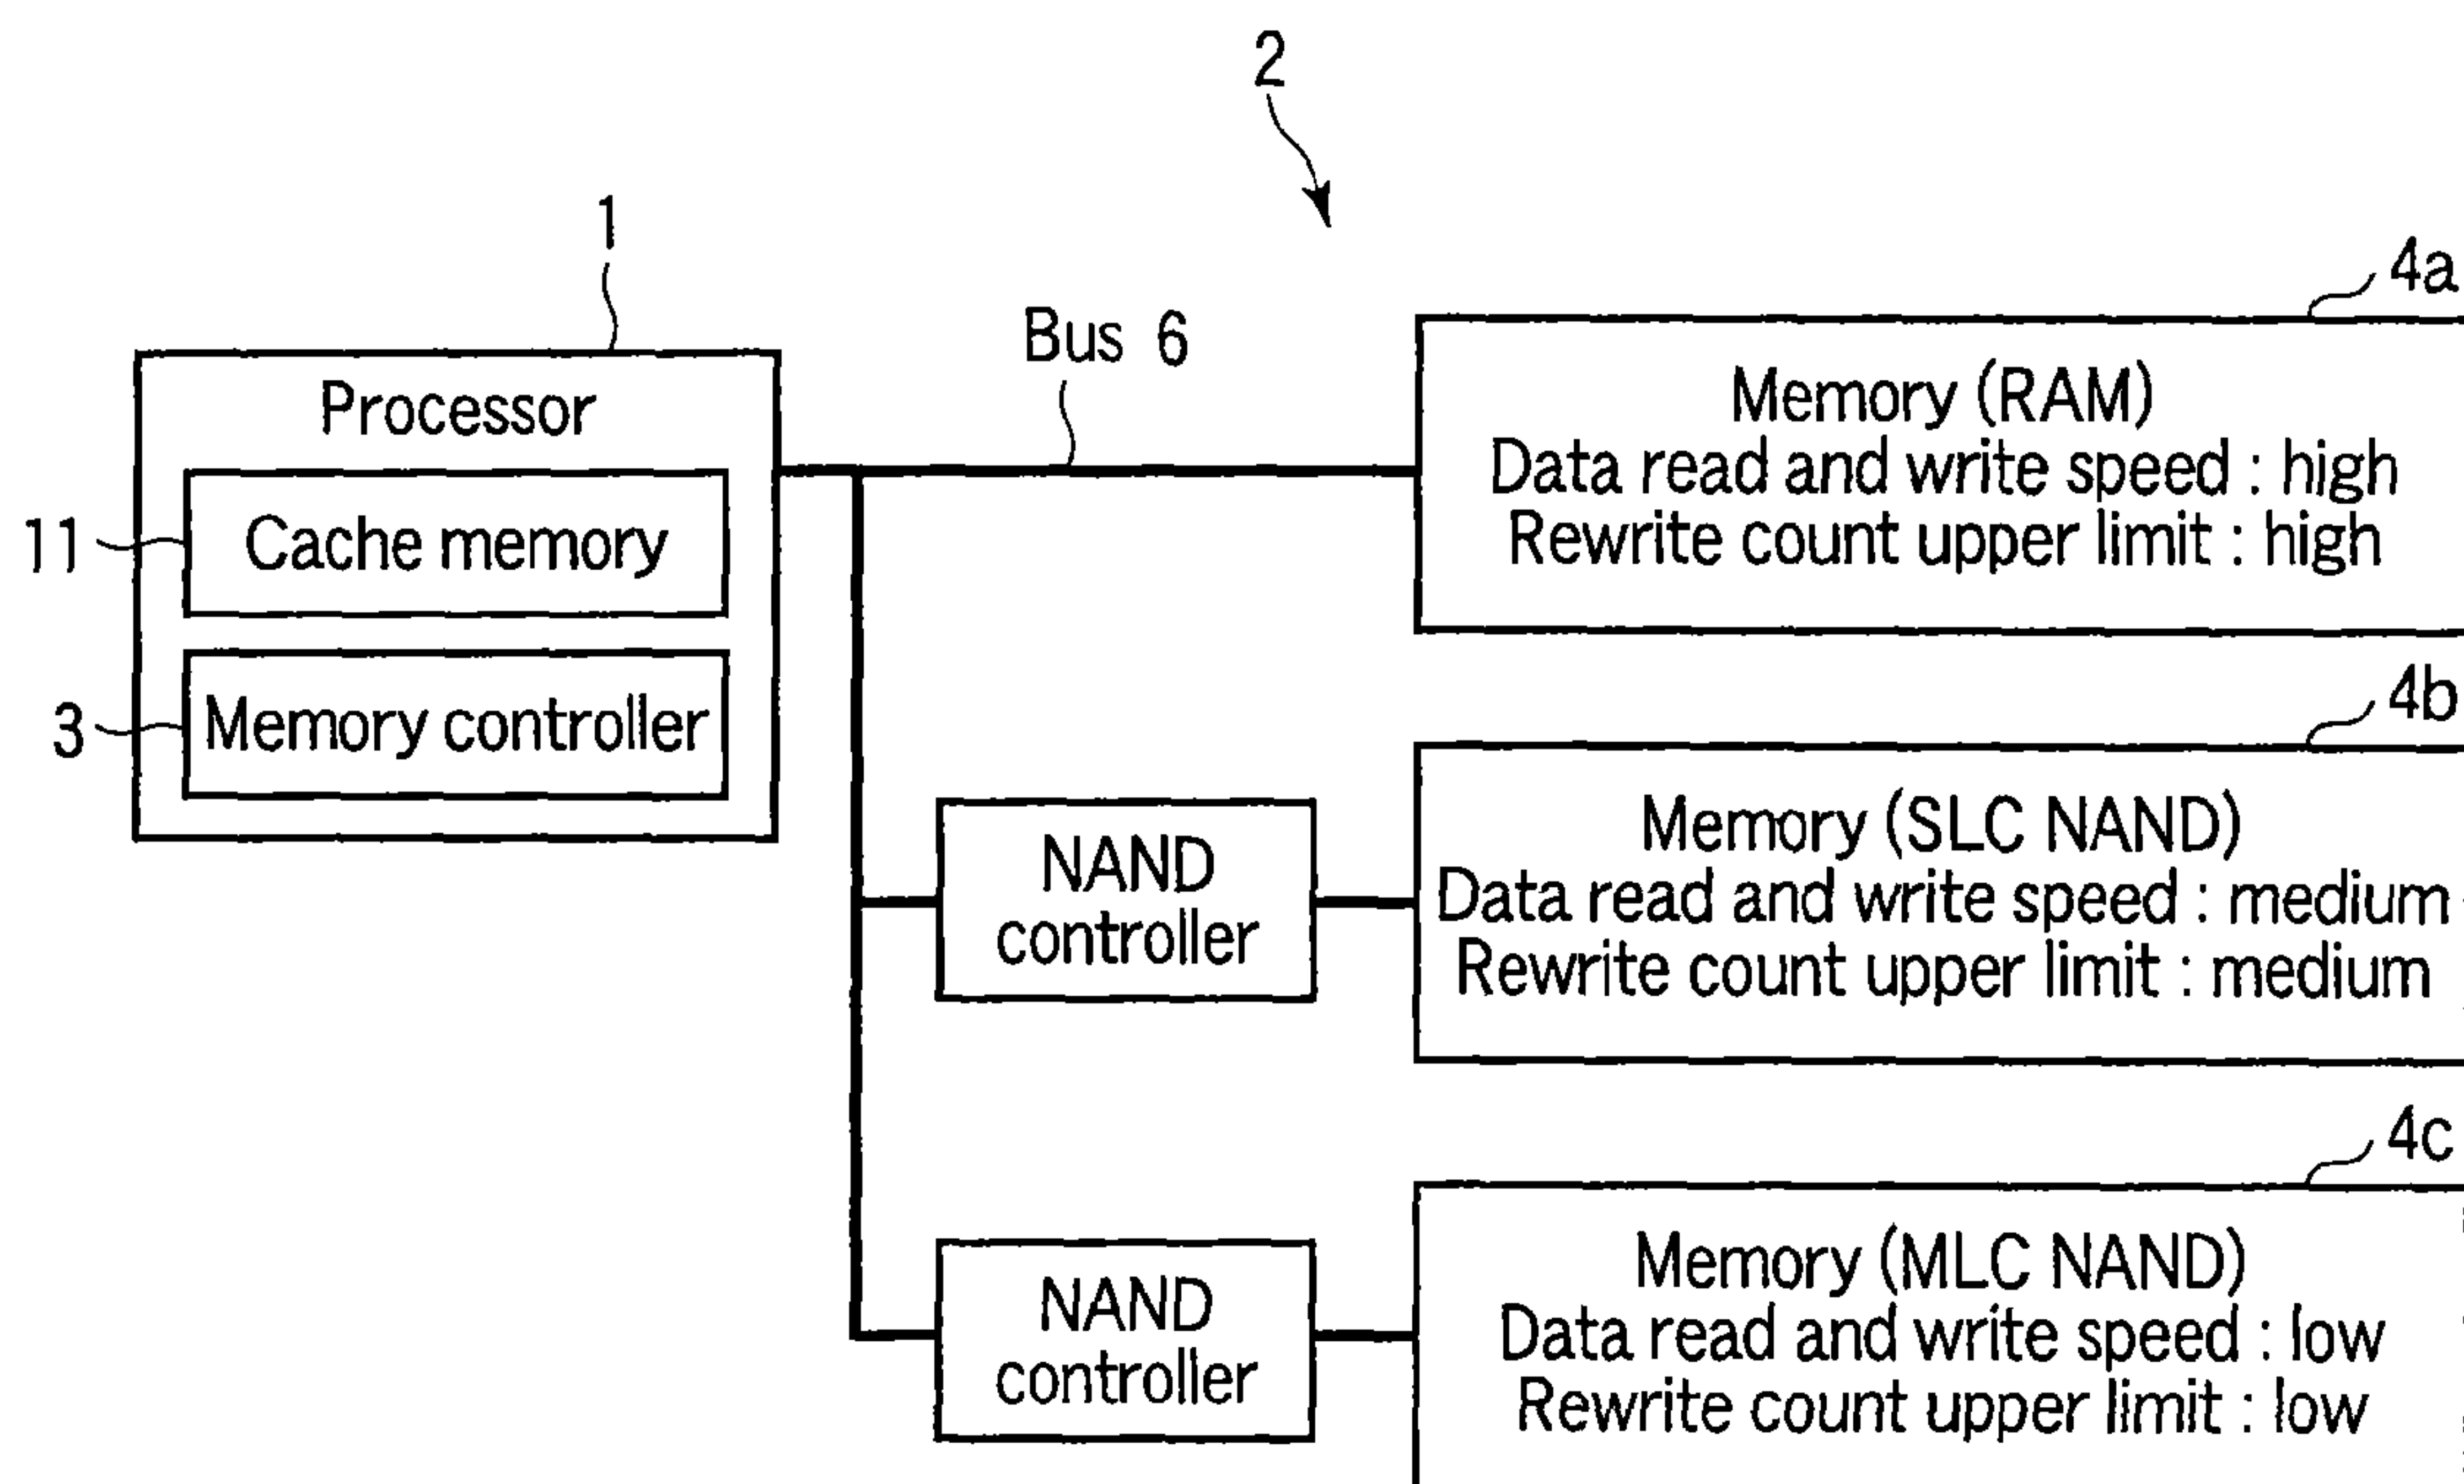 2
1
Bus 6
4a
Processor
Memory (RAM)
Data read and write speed : high
Rewrite count upper limit : high
11
Cache memory
3
Memory controller
4b
NAND
controller
Memory (SLC NAND)
Data read and write speed : medium
Rewrite count upper limit : medium
4c
NAND
controller
Memory (MLC NAND)
Data read and write speed : low
Rewrite count upper limit : low